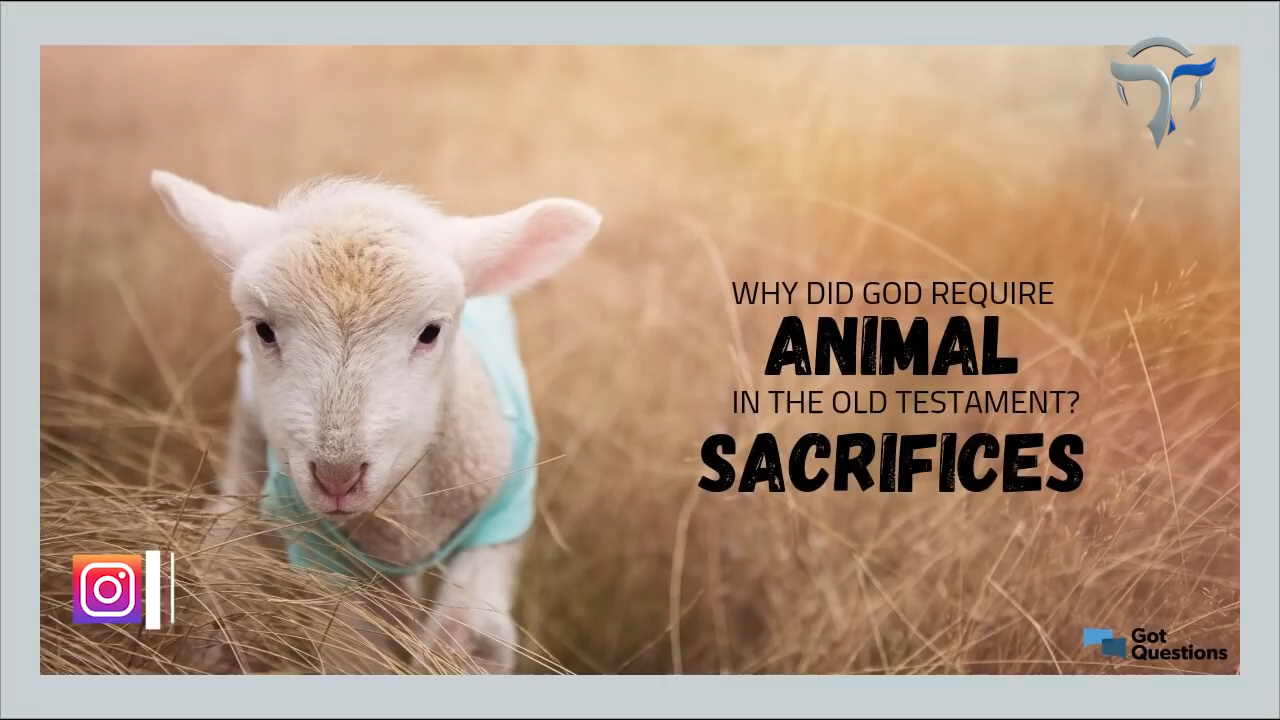 WHY DID GOD REQUIRE
ANIMAL
IN THE OLD TESTAMENT?
SACRIFICES
Got
Questions